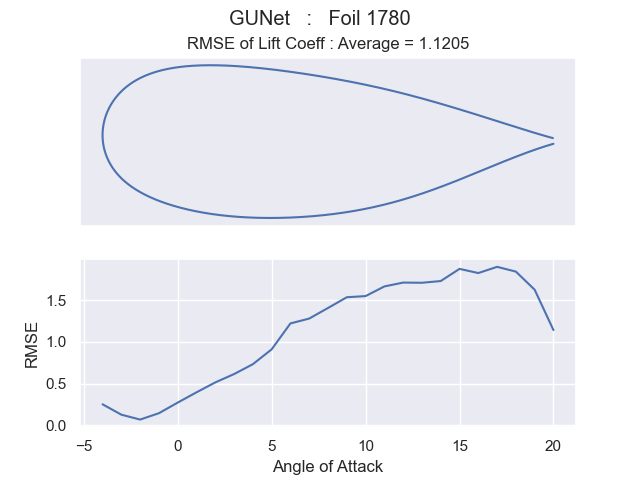 GUNet : Foil 1780
RMSE of Lift Coeff : Average = 1.1205
RMSE
1.5
1.0
0.5
0.0
−5 0 5 10 15 20
Angle of Attack